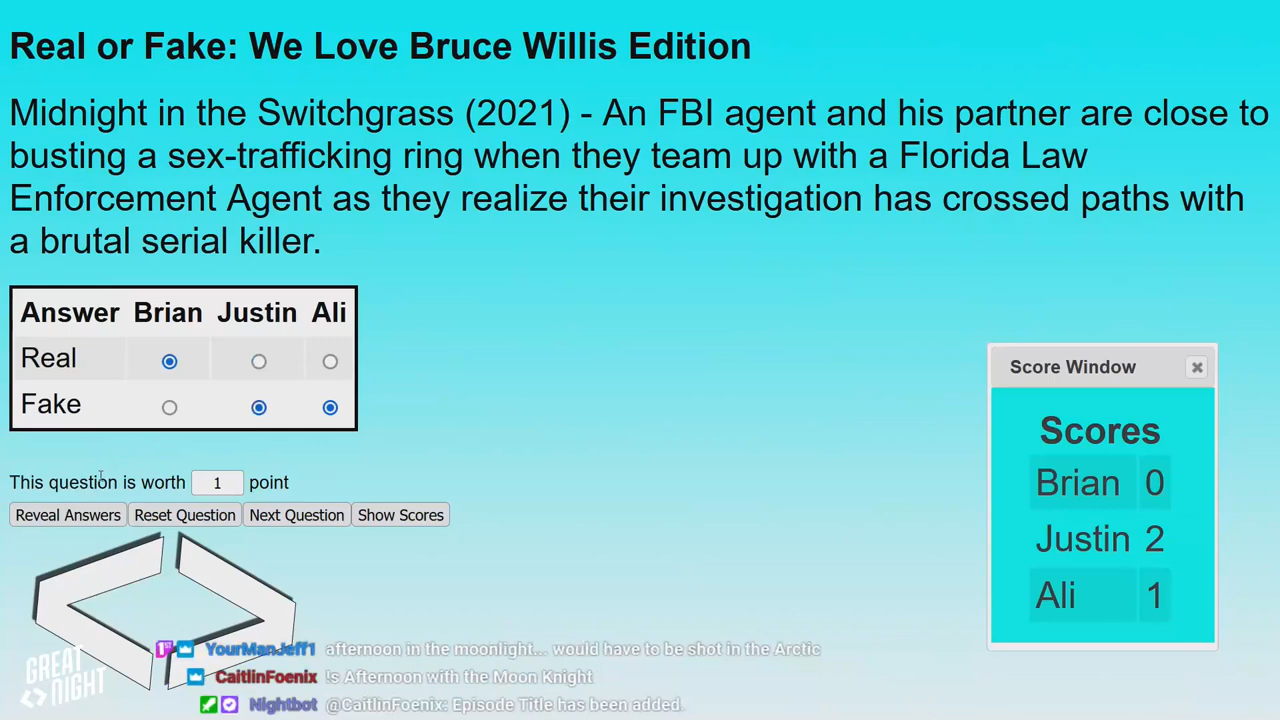 Real or Fake: We Love Bruce Willis Edition
Midnight in the Switchgrass (2021) - An FBI agent and his partner are close to
busting a sex-trafficking ring when they team up with a Florida Law
Enforcement Agent as they realize their investigation has crossed paths with
a brutal serial killer.
Answer Brian Justin Ali
Real
Fake
Score Window
Scores
Brian 0
Justin 2
Ali 1
This question is worth 1 point
Reveal Answers Reset Question Next Question Show Scores
YourManJeff1 afternoon in the moonlight... would have to be shot in the Arctic
CaitlinFoenix !s Afternoon with the Moon Knight
Nightbot @CaitlinFoenix: Episode Title has been added.
GREAT
NIGHT